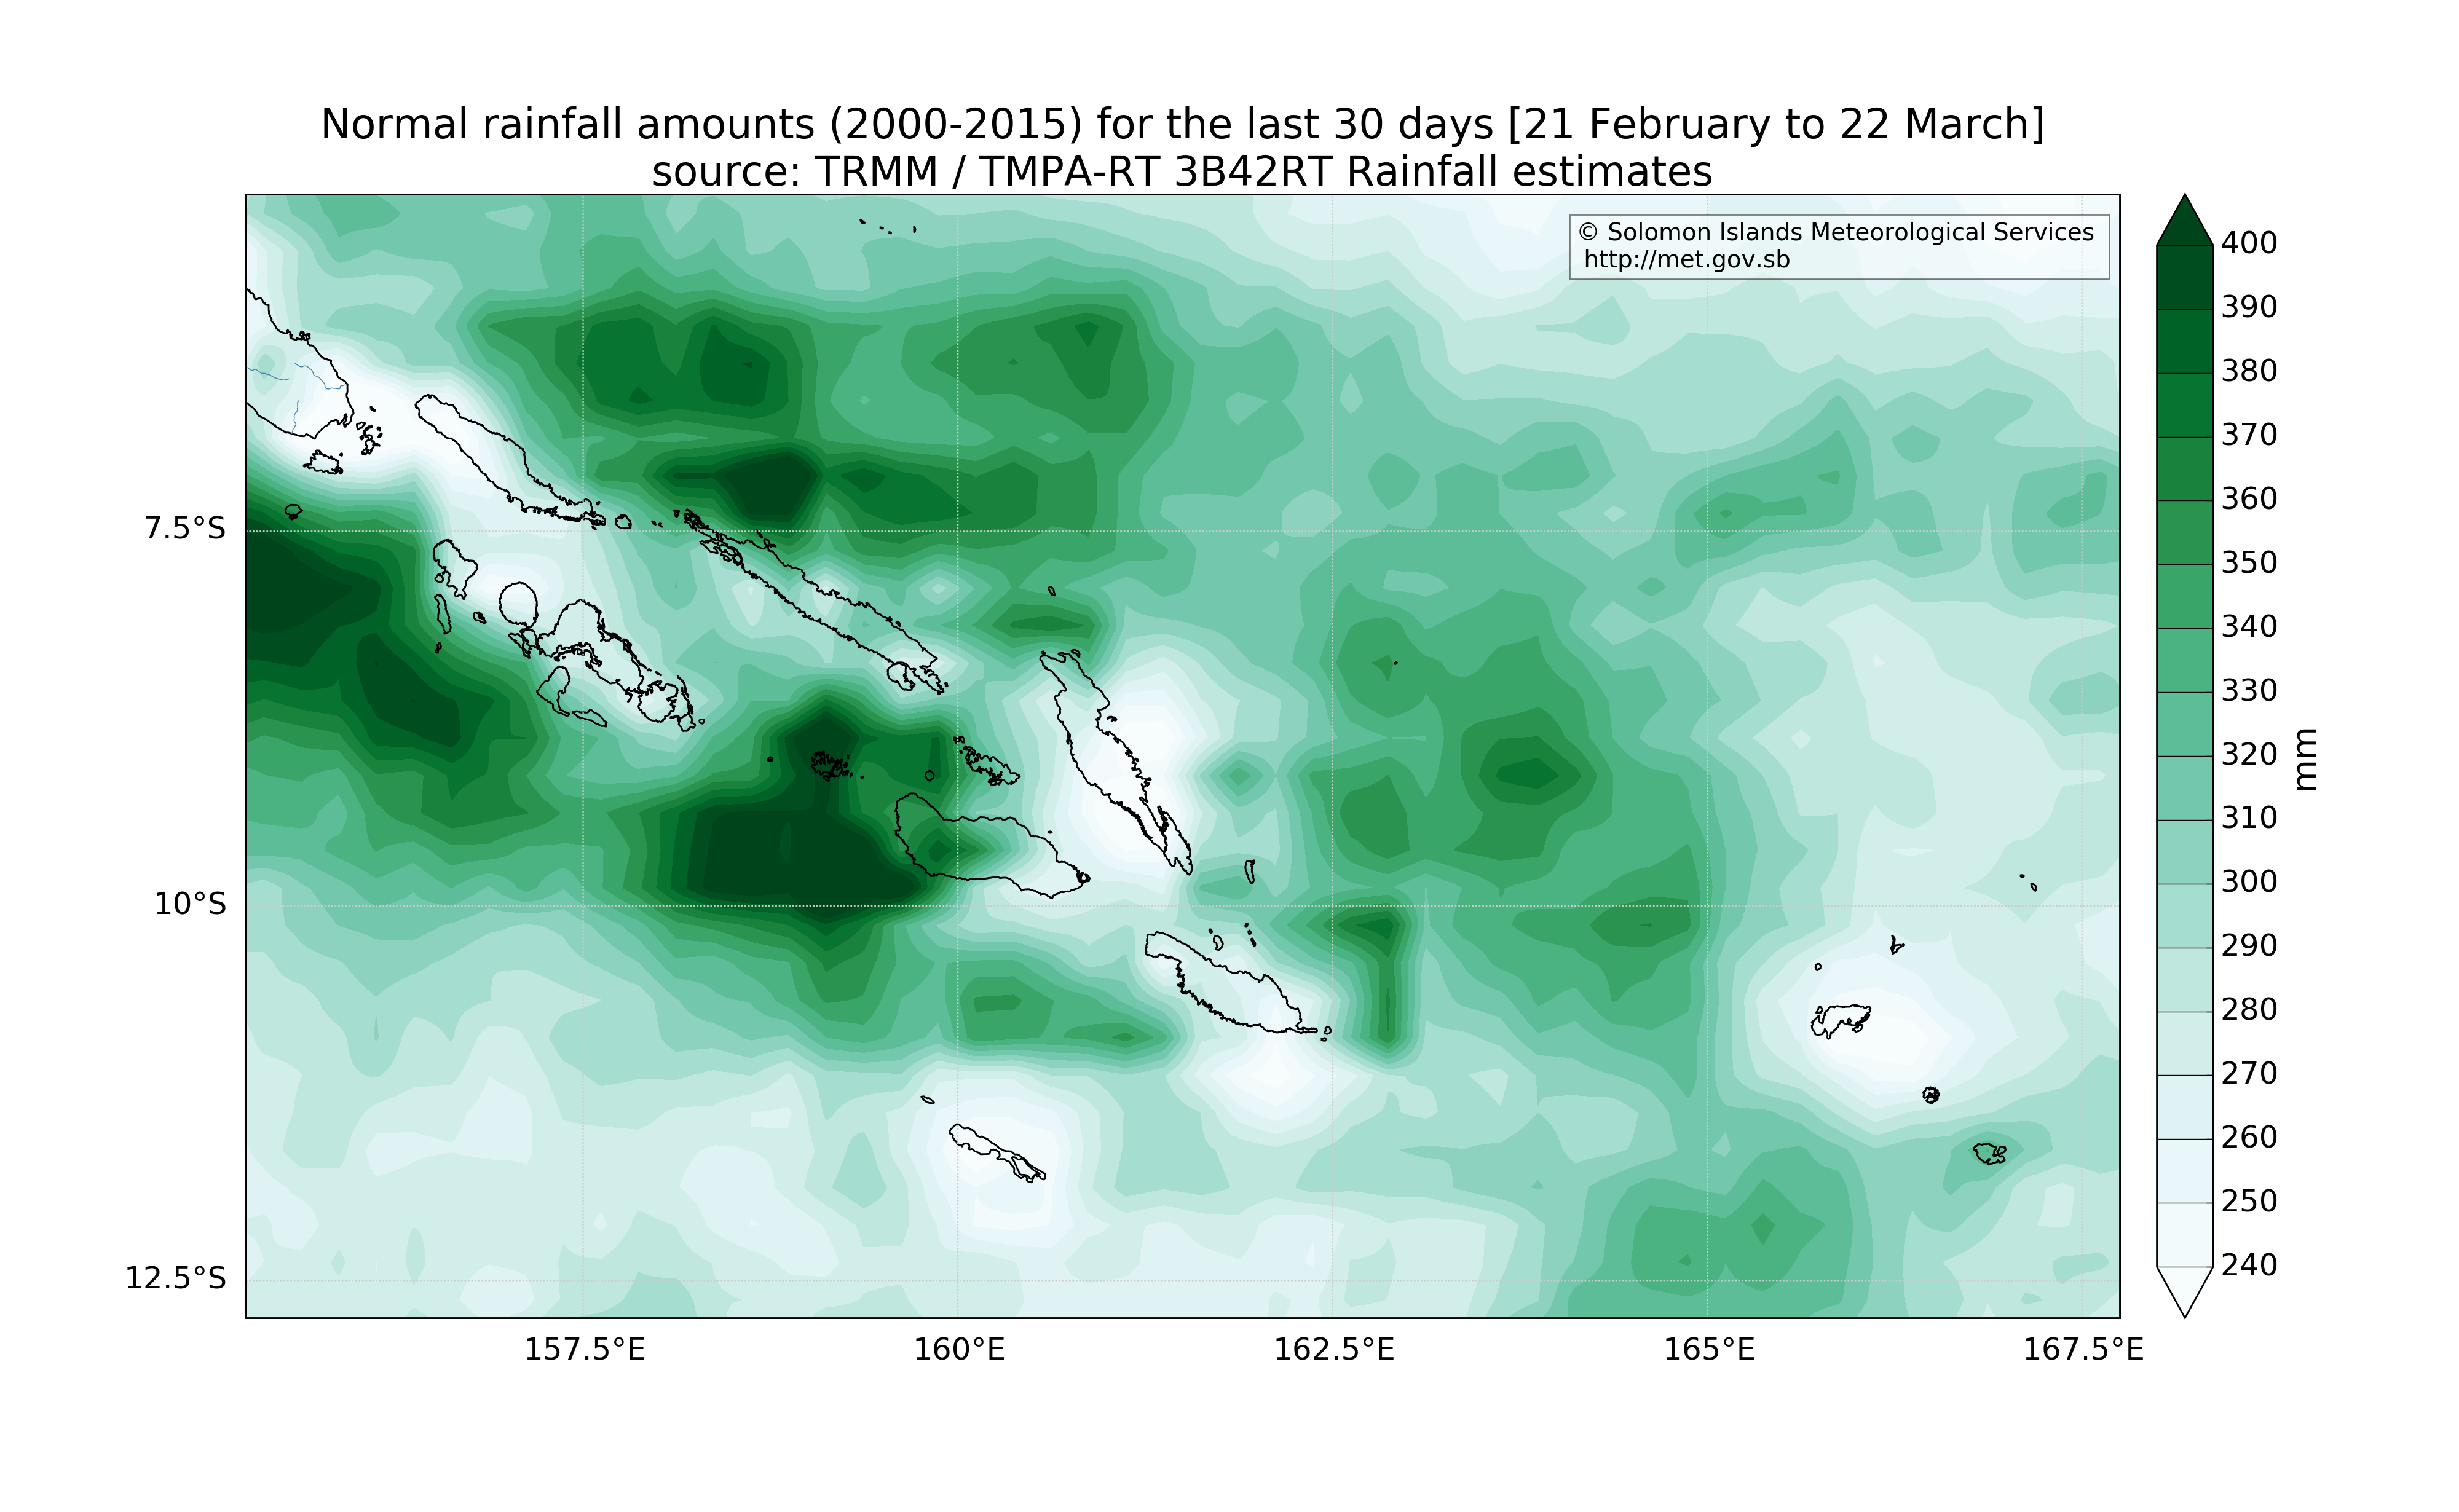 Normal rainfall amounts (2000-2015) for the last 30 days [21 February to 22 March]
source: TRMM / TMPA-RT 3B42RT Rainfall estimates
© Solomon Islands Meteorological Services
http://met.gov.sb
400
390
380
370
360
350
340
330
320
310
300
290
280
270
260
250
240
mm
7.5°S
10°S
12.5°S
157.5°E
160°E
162.5°E
165°E
167.5°E